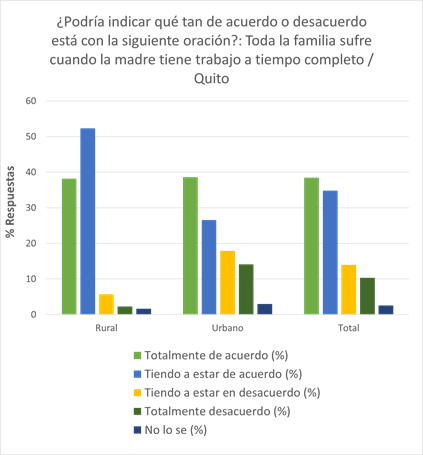 ¿Podría indicar qué tan de acuerdo o desacuerdo
está con la siguiente oración?: Toda la familia sufre
cuando la madre tiene trabajo a tiempo completo /
Quito
60
50
40
30
20
10
0
% Respuestas
Rural
Urbano
Total
Totalmente de acuerdo (%)
Tiendo a estar de acuerdo (%)
Tiendo a estar en desacuerdo (%)
Totalmente desacuerdo (%)
No lo se (%)